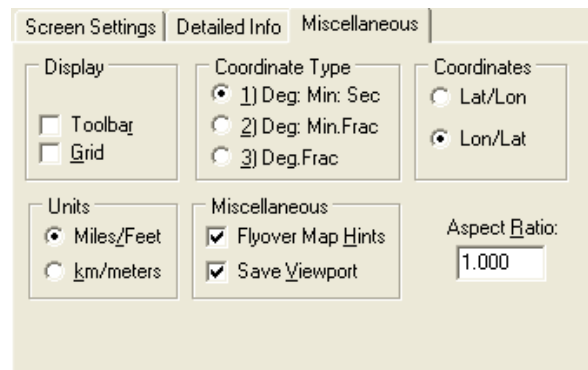 Screen Settings
Detailed Info
Miscellaneous
Display
Toolbar
Grid
Coordinate Type
1) Deg: Min: Sec
2) Deg: Min.Frac
3) Deg.Frac
Coordinates
Lat/Lon
Lon/Lat
Units
Miles/Feet
km/meters
Miscellaneous
Flyover Map Hints
Save Viewport
Aspect Ratio:
1.000